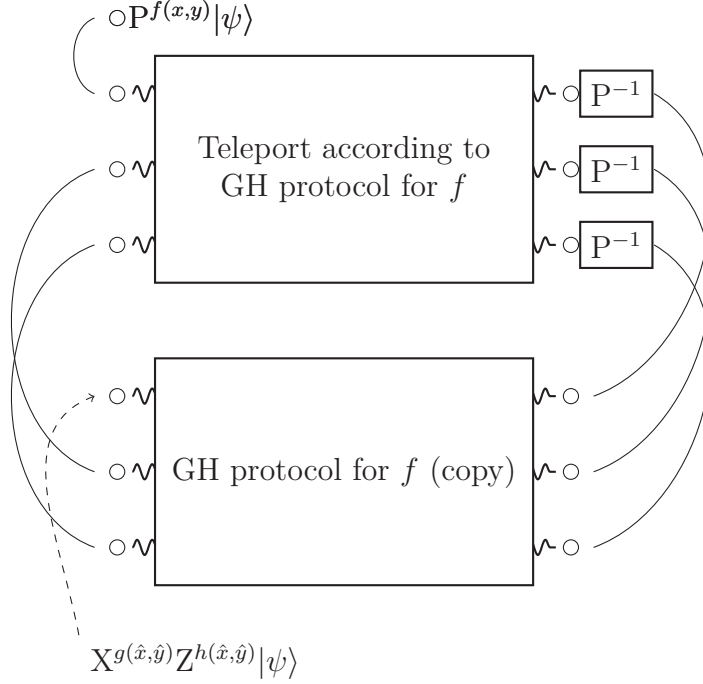 P^{f(x,y)}|ψ⟩
Teleport according to
GH protocol for f
P⁻¹
P⁻¹
P⁻¹
GH protocol for f (copy)
X^{g(x̂,ŷ)}Z^{h(x̂,ŷ)}|ψ⟩